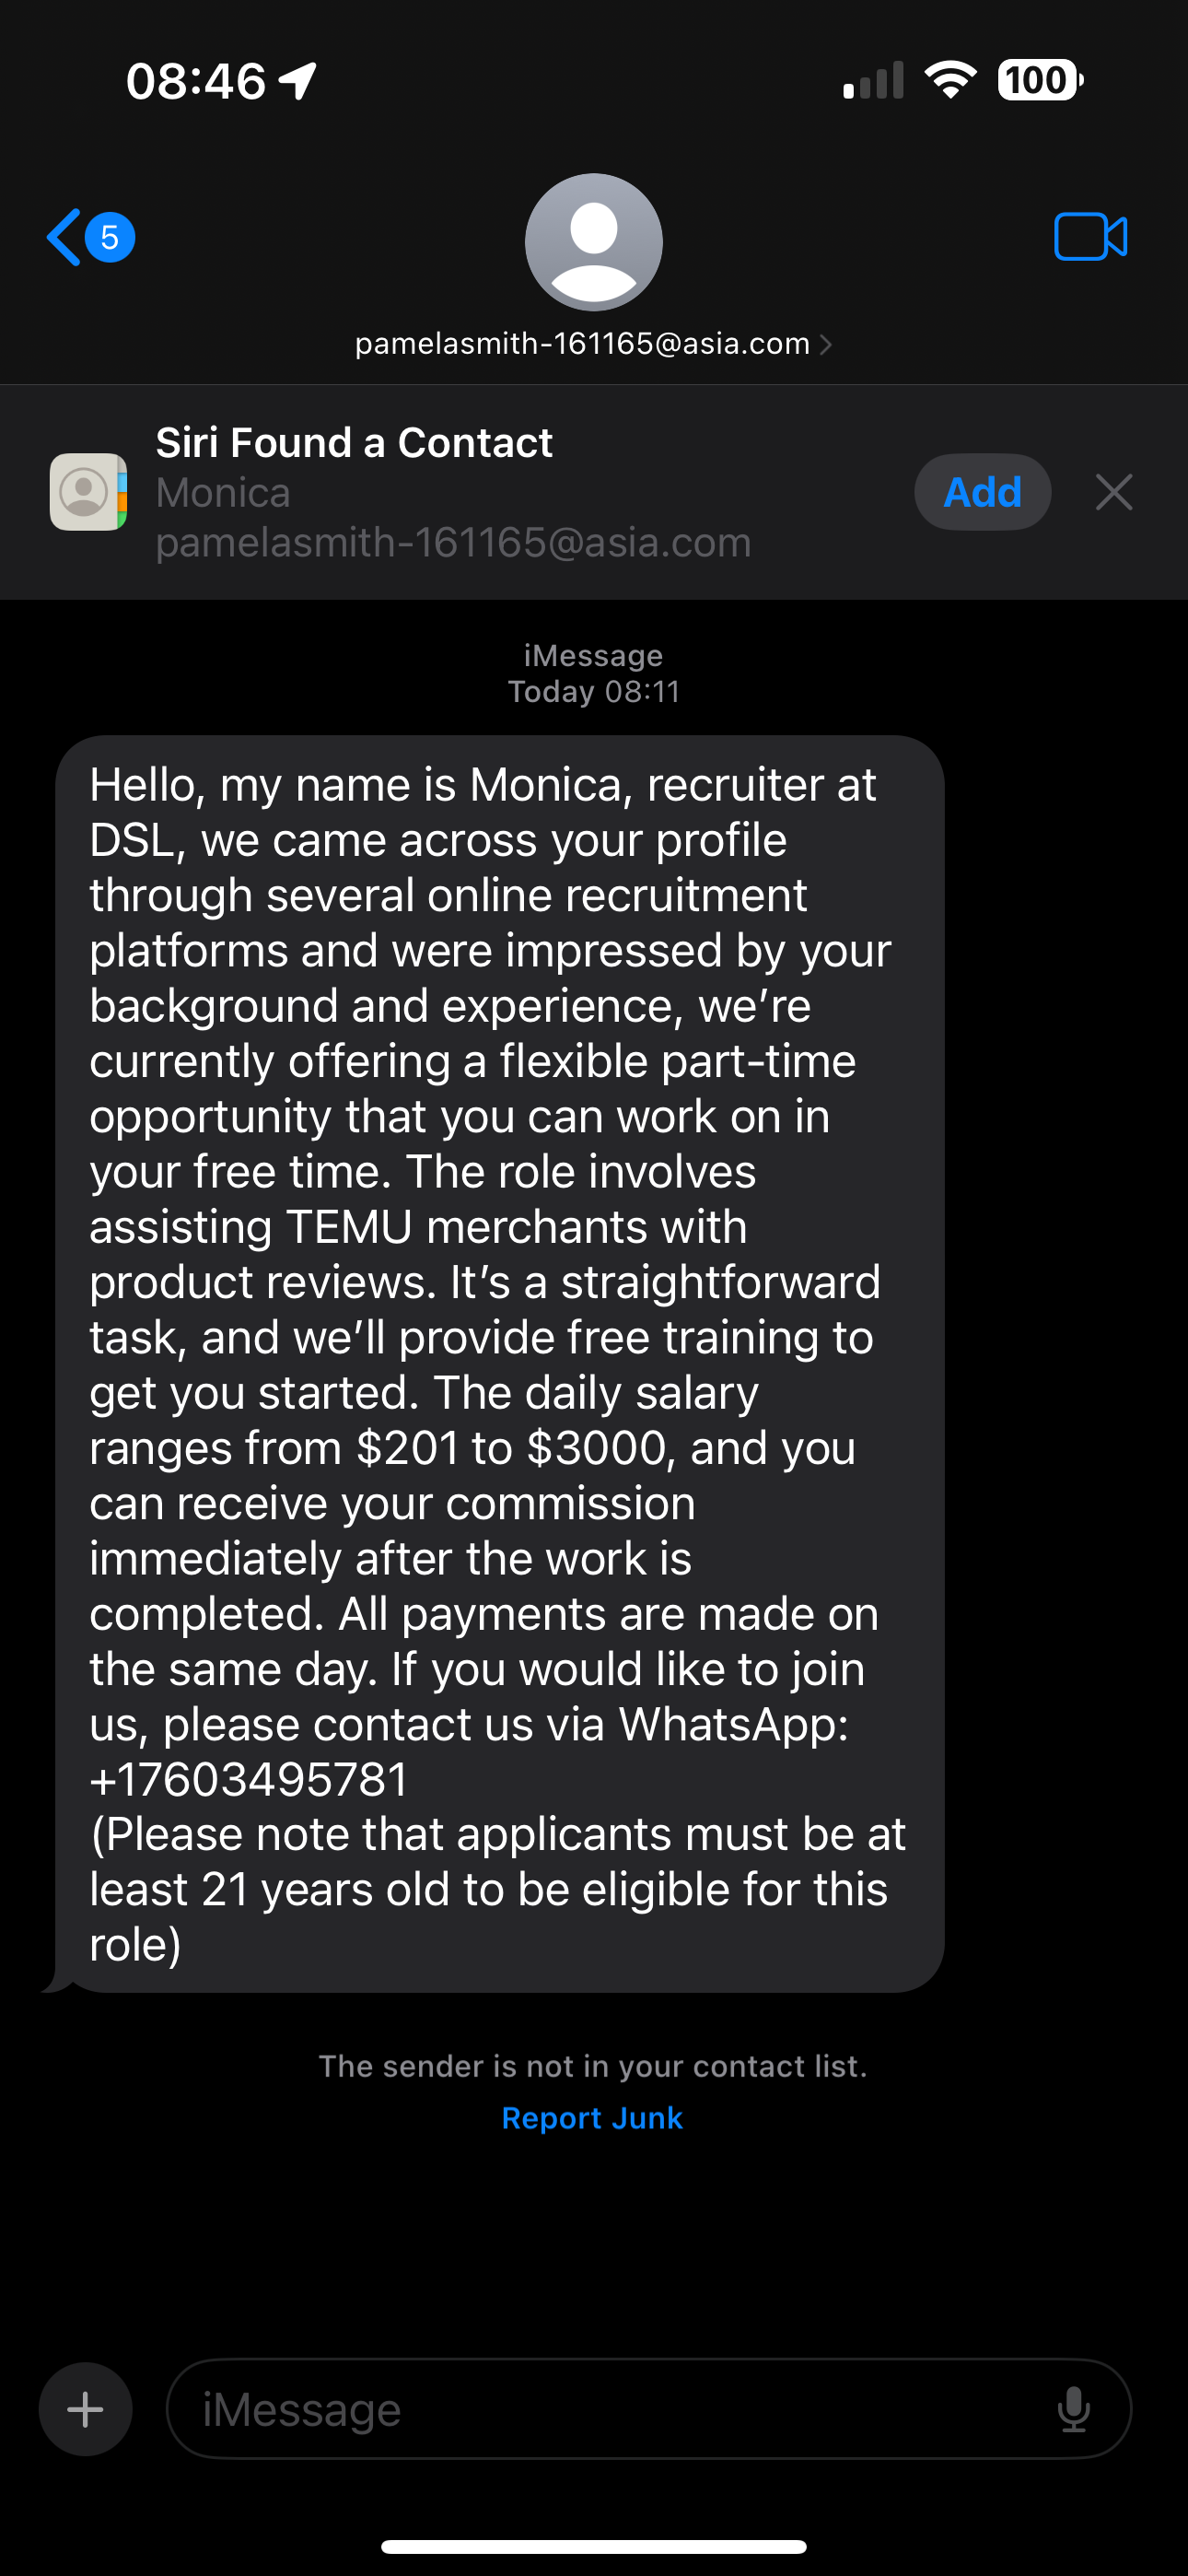 08:46
100
5
pamelasmith-161165@asia.com
Siri Found a Contact
Monica
pamelasmith-161165@asia.com
Add
iMessage
Today 08:11
Hello, my name is Monica, recruiter at
DSL, we came across your profile
through several online recruitment
platforms and were impressed by your
background and experience, we’re
currently offering a flexible part-time
opportunity that you can work on in
your free time. The role involves
assisting TEMU merchants with
product reviews. It’s a straightforward
task, and we’ll provide free training to
get you started. The daily salary
ranges from $201 to $3000, and you
can receive your commission
immediately after the work is
completed. All payments are made on
the same day. If you would like to join
us, please contact us via WhatsApp:
+17603495781
(Please note that applicants must be at
least 21 years old to be eligible for this
role)
The sender is not in your contact list.
Report Junk
iMessage